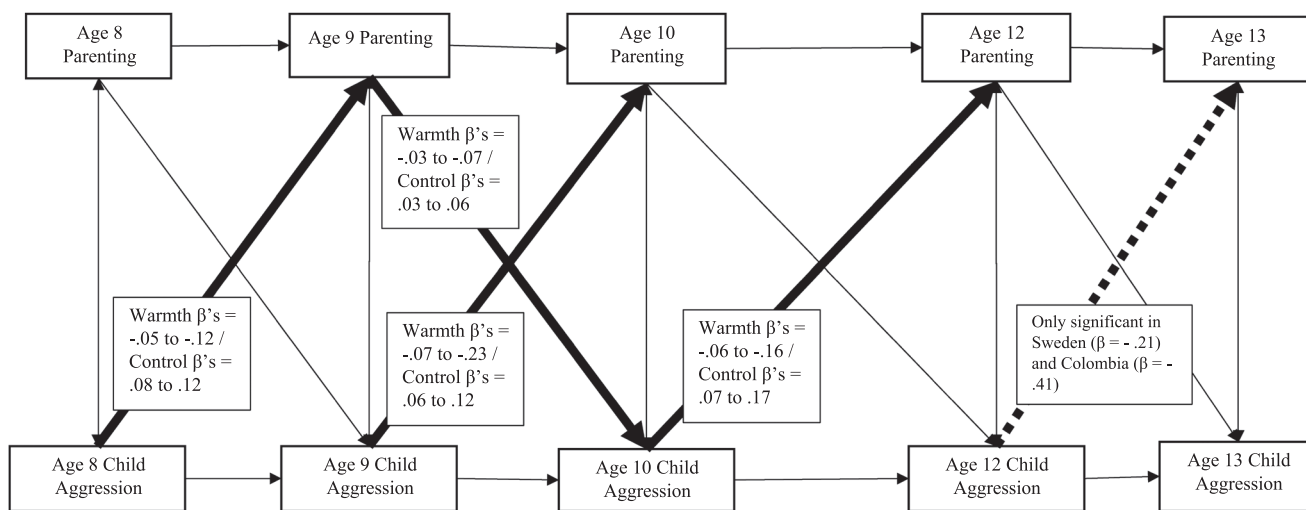 Age 8
Parenting
Age 9 Parenting
Age 10
Parenting
Age 12
Parenting
Age 13
Parenting
Warmth β’s =
-.03 to -.07 /
Control β’s =
.03 to .06
Warmth β’s =
-.05 to -.12 /
Control β’s =
.08 to .12
Warmth β’s =
-.07 to -.23 /
Control β’s =
.06 to .12
Warmth β’s =
-.06 to -.16 /
Control β’s =
.07 to .17
Only significant in
Sweden (β = - .21)
and Colombia (β = -
.41)
Age 8 Child
Aggression
Age 9 Child
Aggression
Age 10 Child
Aggression
Age 12 Child
Aggression
Age 13 Child
Aggression